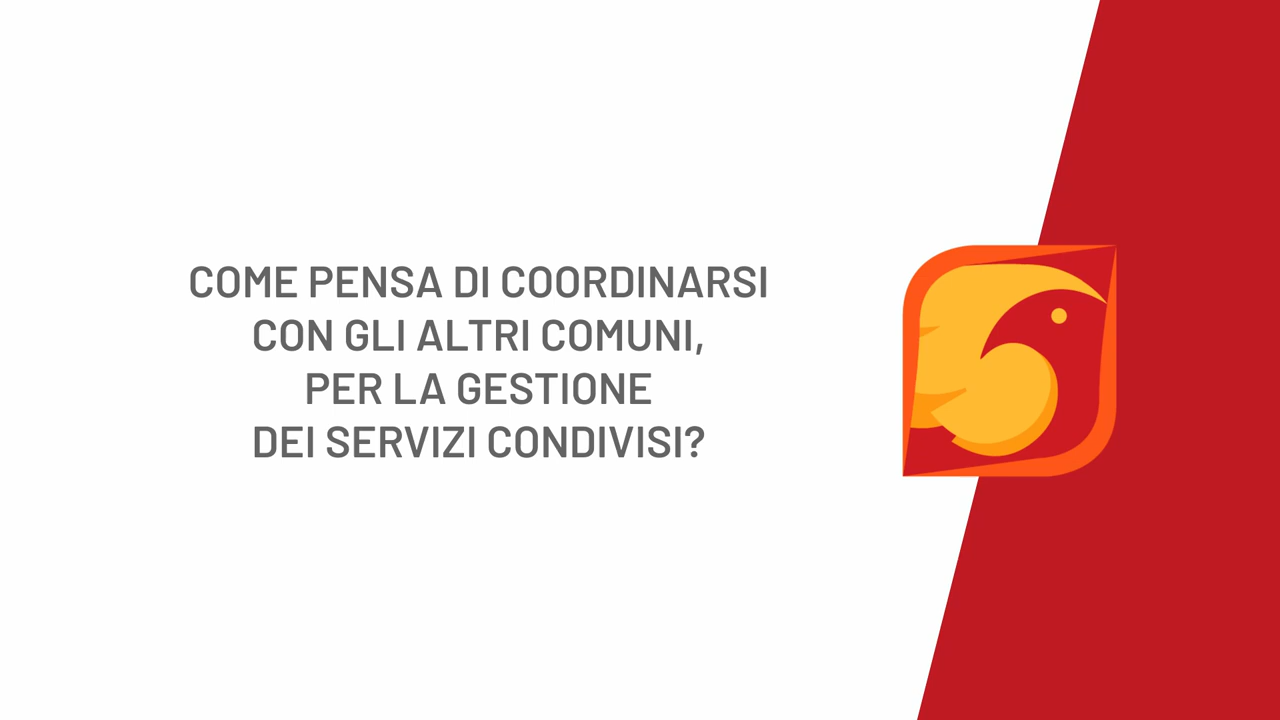 COME PENSA DI COORDINARSI
CON GLI ALTRI COMUNI,
PER LA GESTIONE
DEI SERVIZI CONDIVISI?